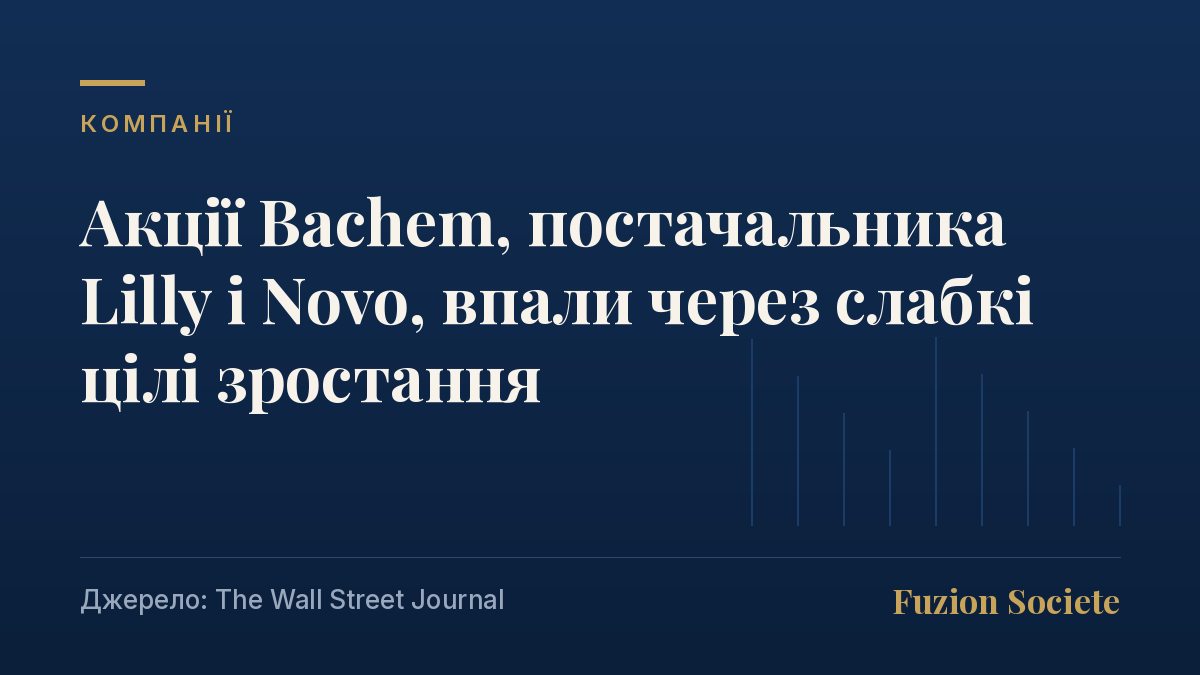 КОМПАНІЇ
Акції Bachem, постачальника
Lilly і Novo, впали через слабкі
цілі зростання
Джерело: The Wall Street Journal
Fuzion Societe